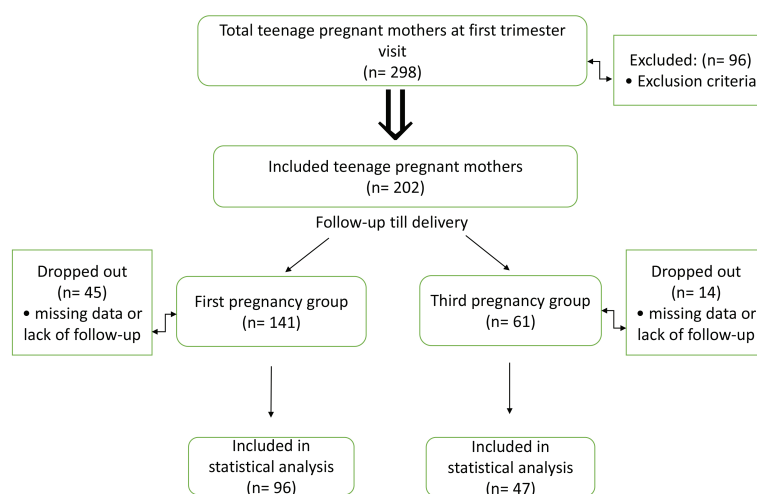 Total teenage pregnant mothers at first trimester
visit
(n= 298)
Excluded: (n= 96)
• Exclusion criteria
Included teenage pregnant mothers
(n= 202)
Follow-up till delivery
Dropped out
(n= 45)
• missing data or
lack of follow-up
First pregnancy group
(n= 141)
Third pregnancy group
(n= 61)
Dropped out
(n= 14)
• missing data or
lack of follow-up
Included in
statistical analysis
(n= 96)
Included in
statistical analysis
(n= 47)